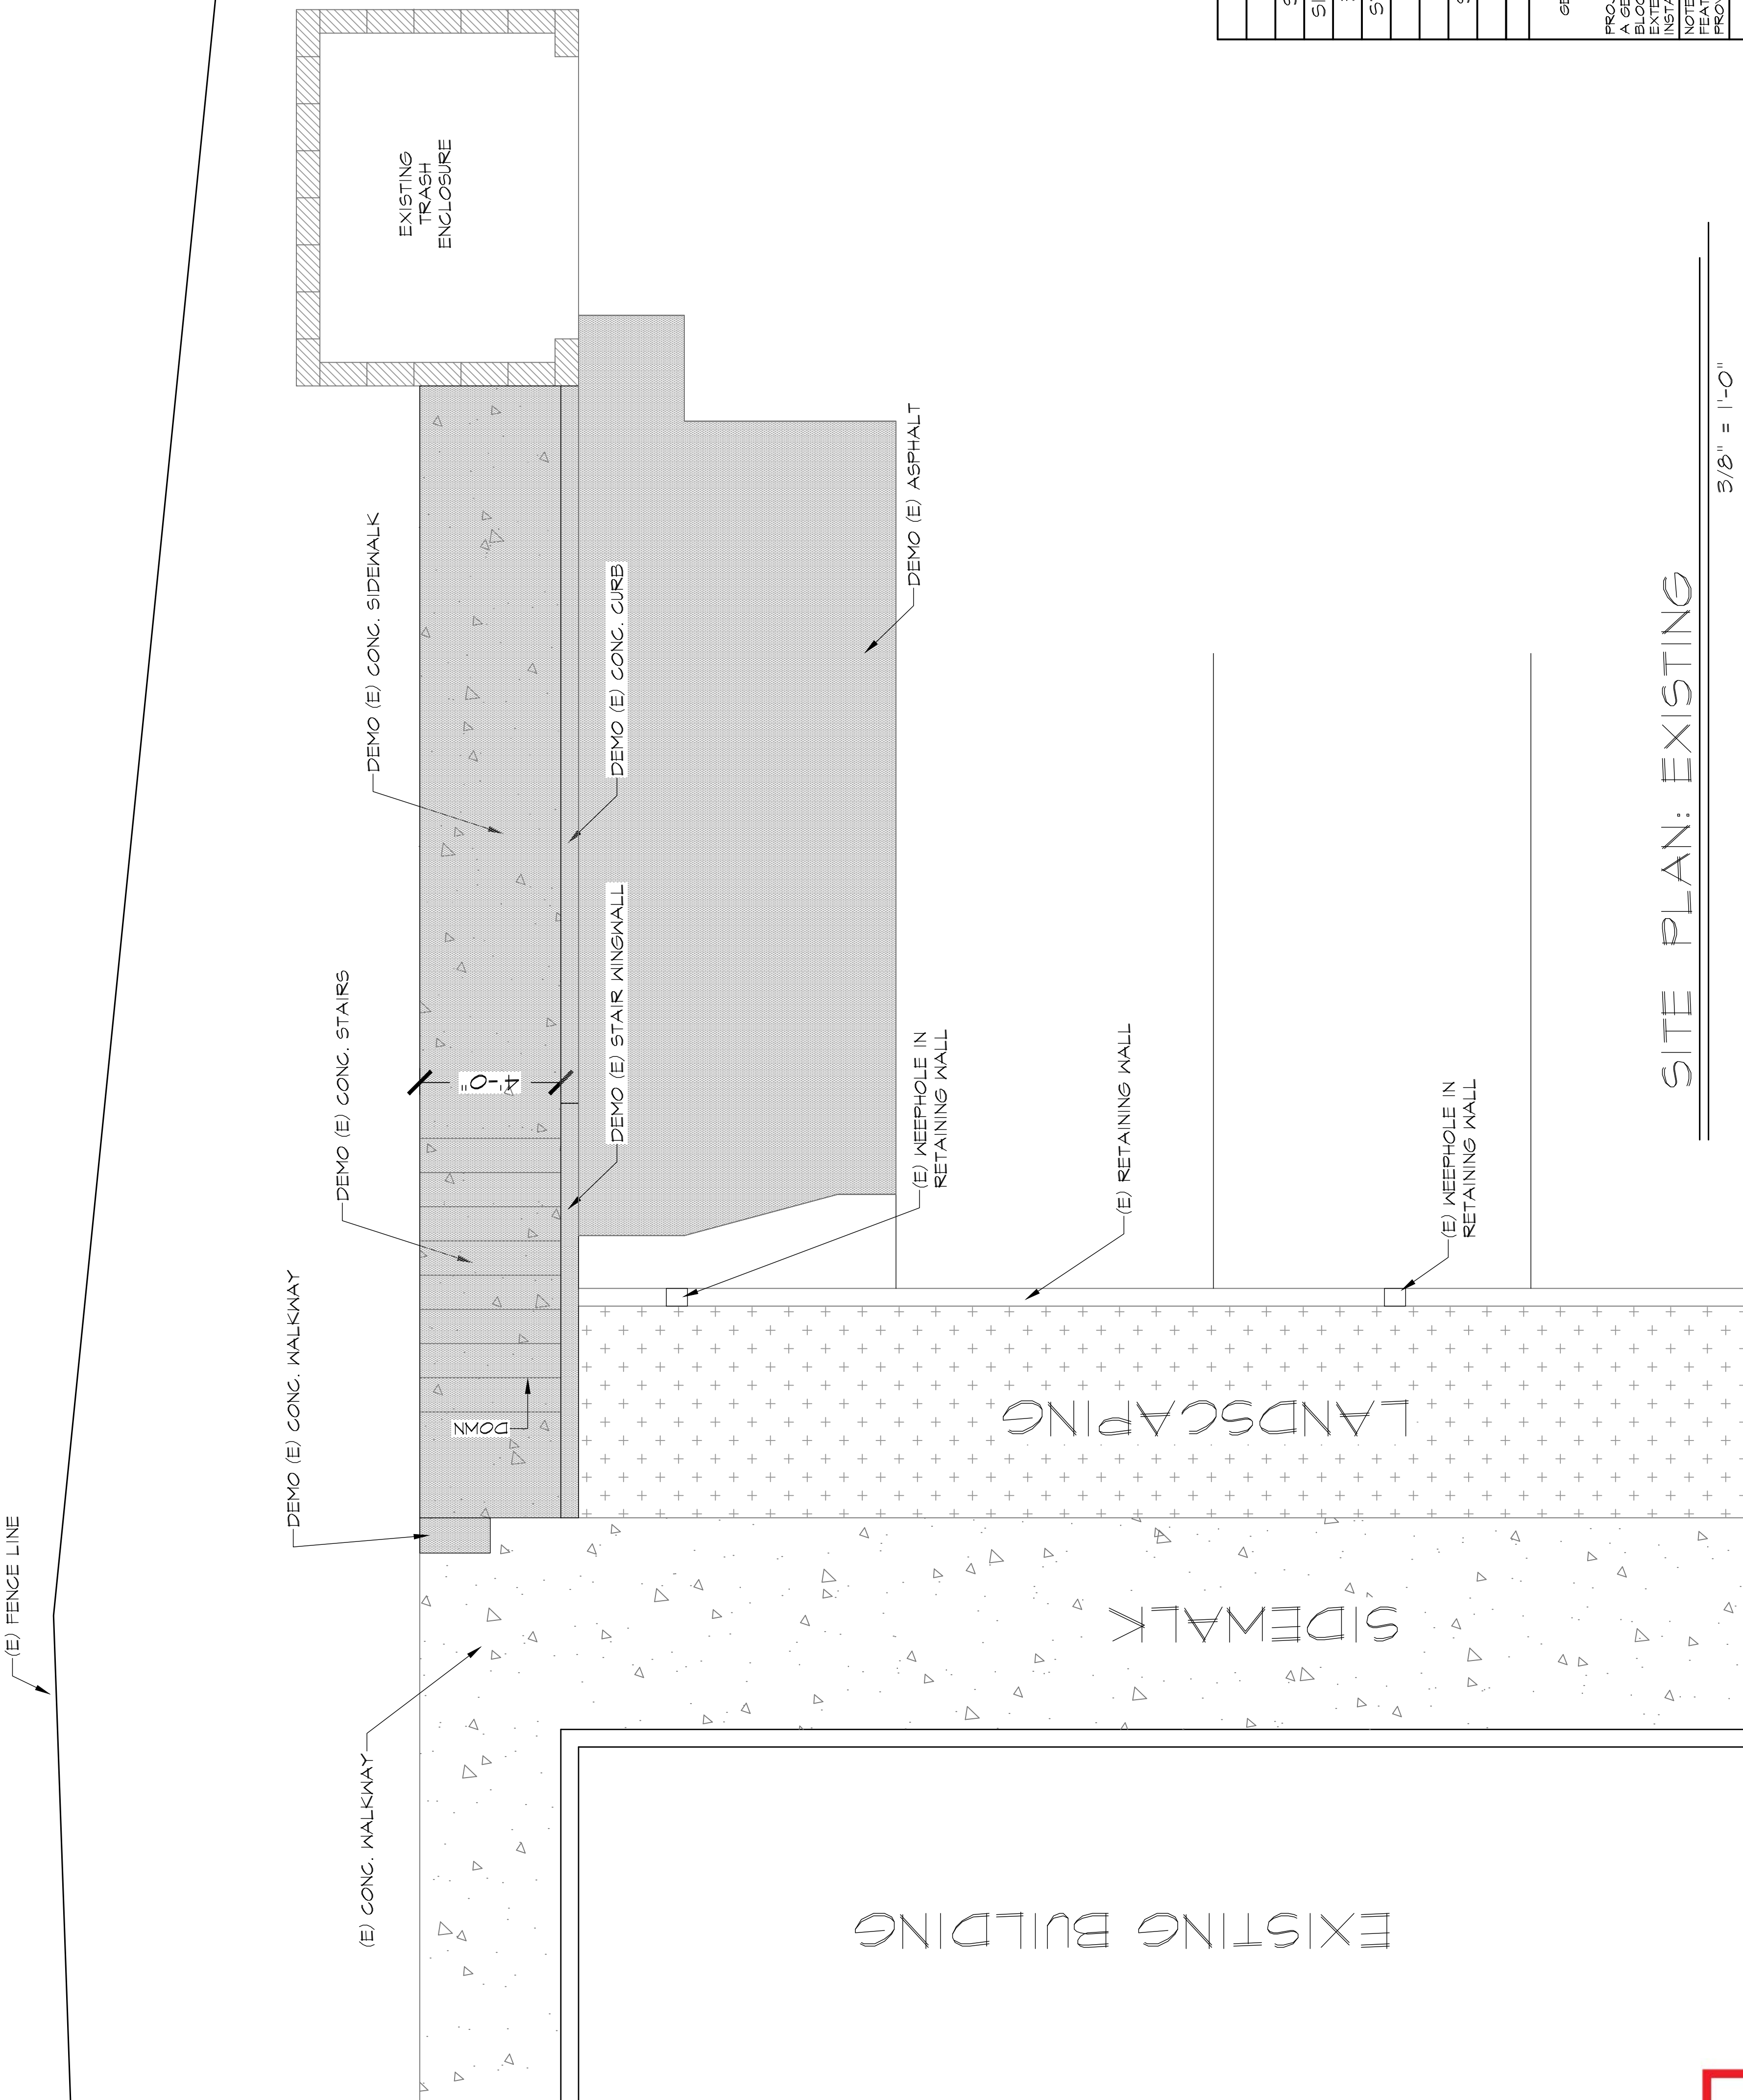 (E) FENCE LINE
EXISTING
TRASH
ENCLOSURE
DEMO (E) CONC. SIDEWALK
DEMO (E) CONC. STAIRS
DEMO (E) CONC. WALKWAY
(E) CONC. WALKWAY
4'-0"
DOWN
DEMO (E) CONC. CURB
DEMO (E) STAIR WINGWALL
DEMO (E) ASPHALT
(E) WEEPHOLE IN
RETAINING WALL
(E) RETAINING WALL
(E) WEEPHOLE IN
RETAINING WALL
LANDSCAPING
SIDEWALK
EXISTING BUILDING
SITE PLAN: EXISTING
3/8" = 1'-0"